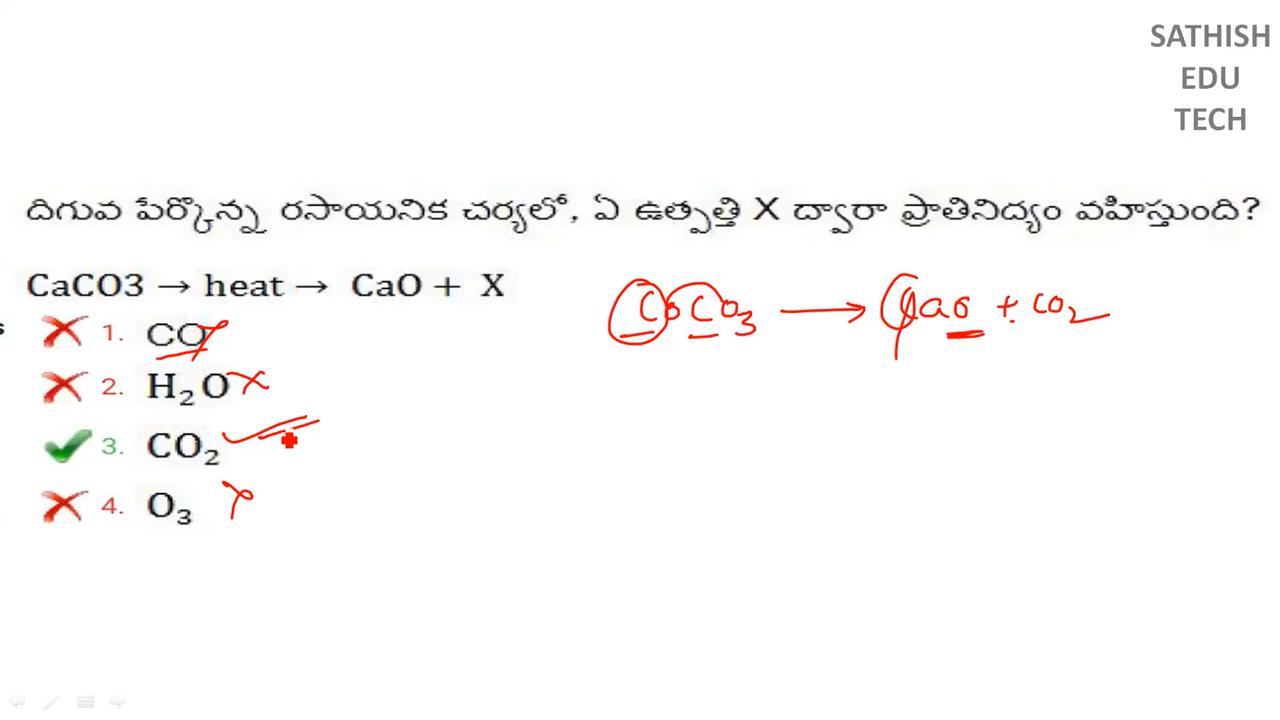 SATHISH
EDU
TECH
దిగువ పేర్కొన్న రసాయనిక చర్యలో, ఏ ఉత్పత్తి X ద్వారా ప్రాతినిద్యం వహిస్తుంది?
CaCO3 → heat → CaO + X
CoCO3 → CaO + CO2
s
1. CO
2. H₂O
3. CO₂
4. O₃